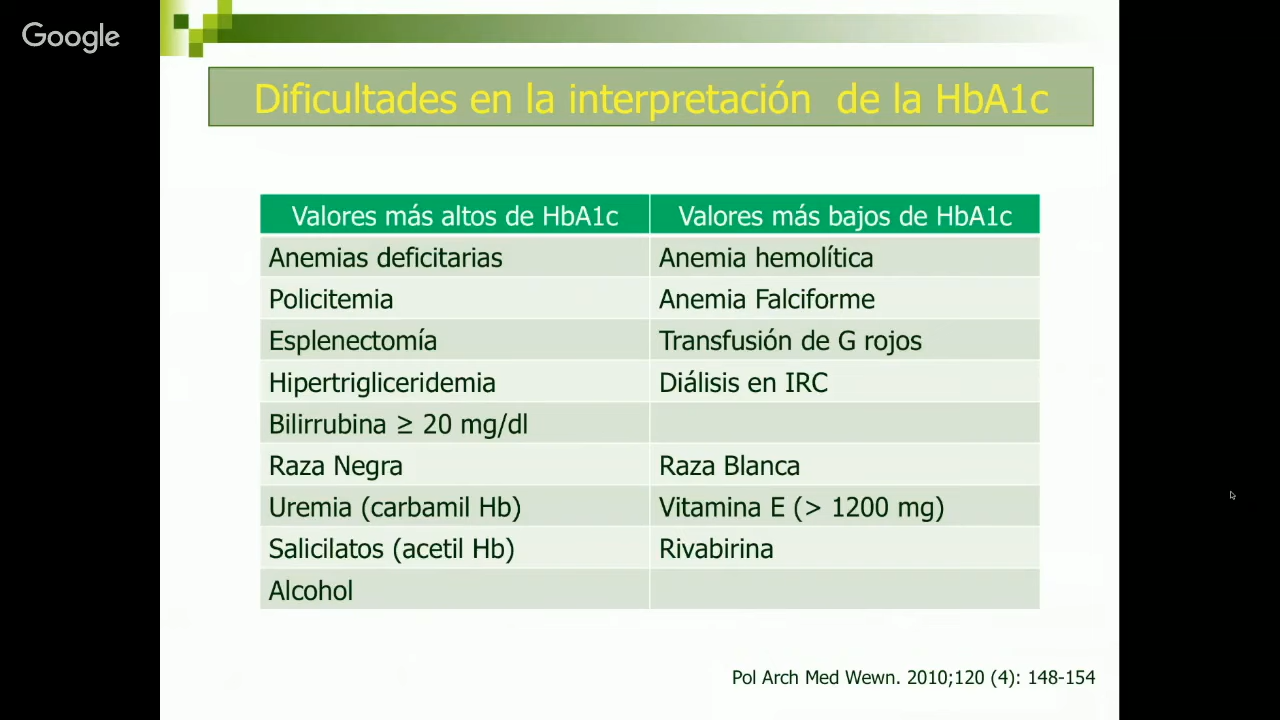 Google
Dificultades en la interpretación de la HbA1c
Valores más altos de HbA1c Valores más bajos de HbA1c
Anemias deficitarias Anemia hemolítica
Policitemia Anemia Falciforme
Esplenectomía Transfusión de G rojos
Hipertrigliceridemia Diálisis en IRC
Bilirrubina ≥ 20 mg/dl
Raza Negra Raza Blanca
Uremia (carbamil Hb) Vitamina E (> 1200 mg)
Salicilatos (acetil Hb) Rivabirina
Alcohol
Pol Arch Med Wewn. 2010;120 (4): 148-154